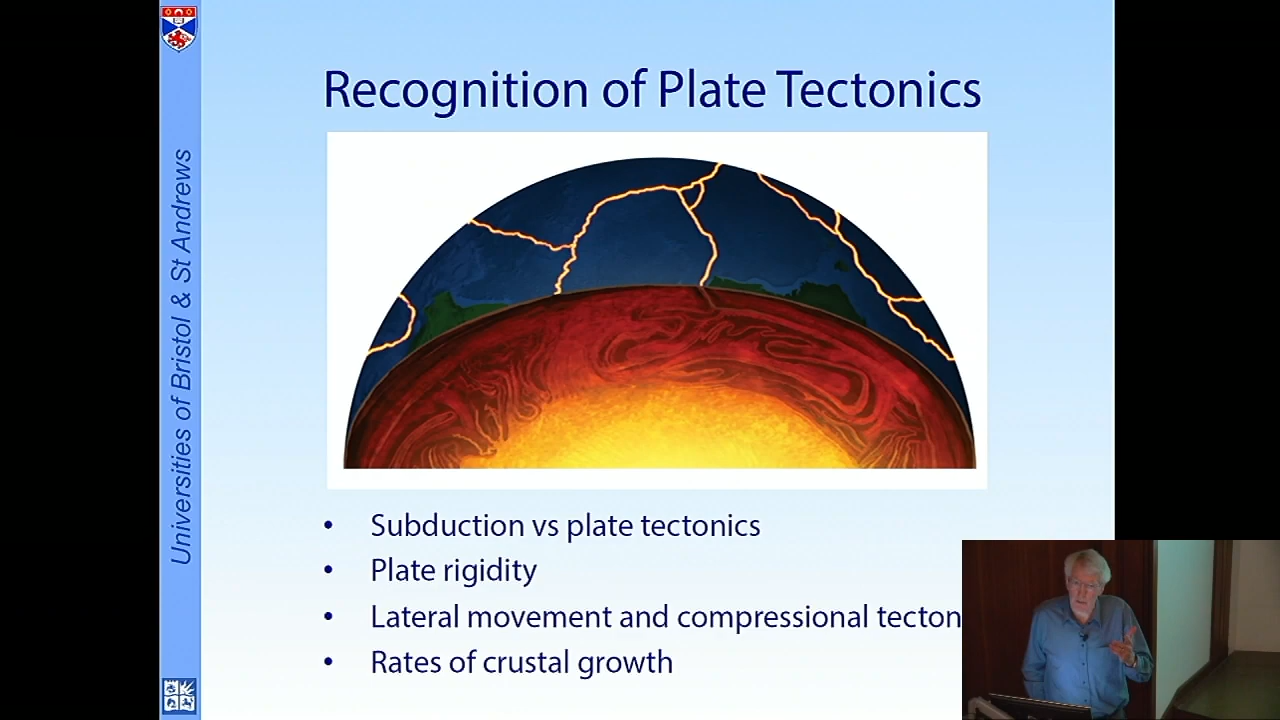 Recognition of Plate Tectonics
Universities of Bristol & St Andrews
• Subduction vs plate tectonics
• Plate rigidity
• Lateral movement and compressional tecton
• Rates of crustal growth